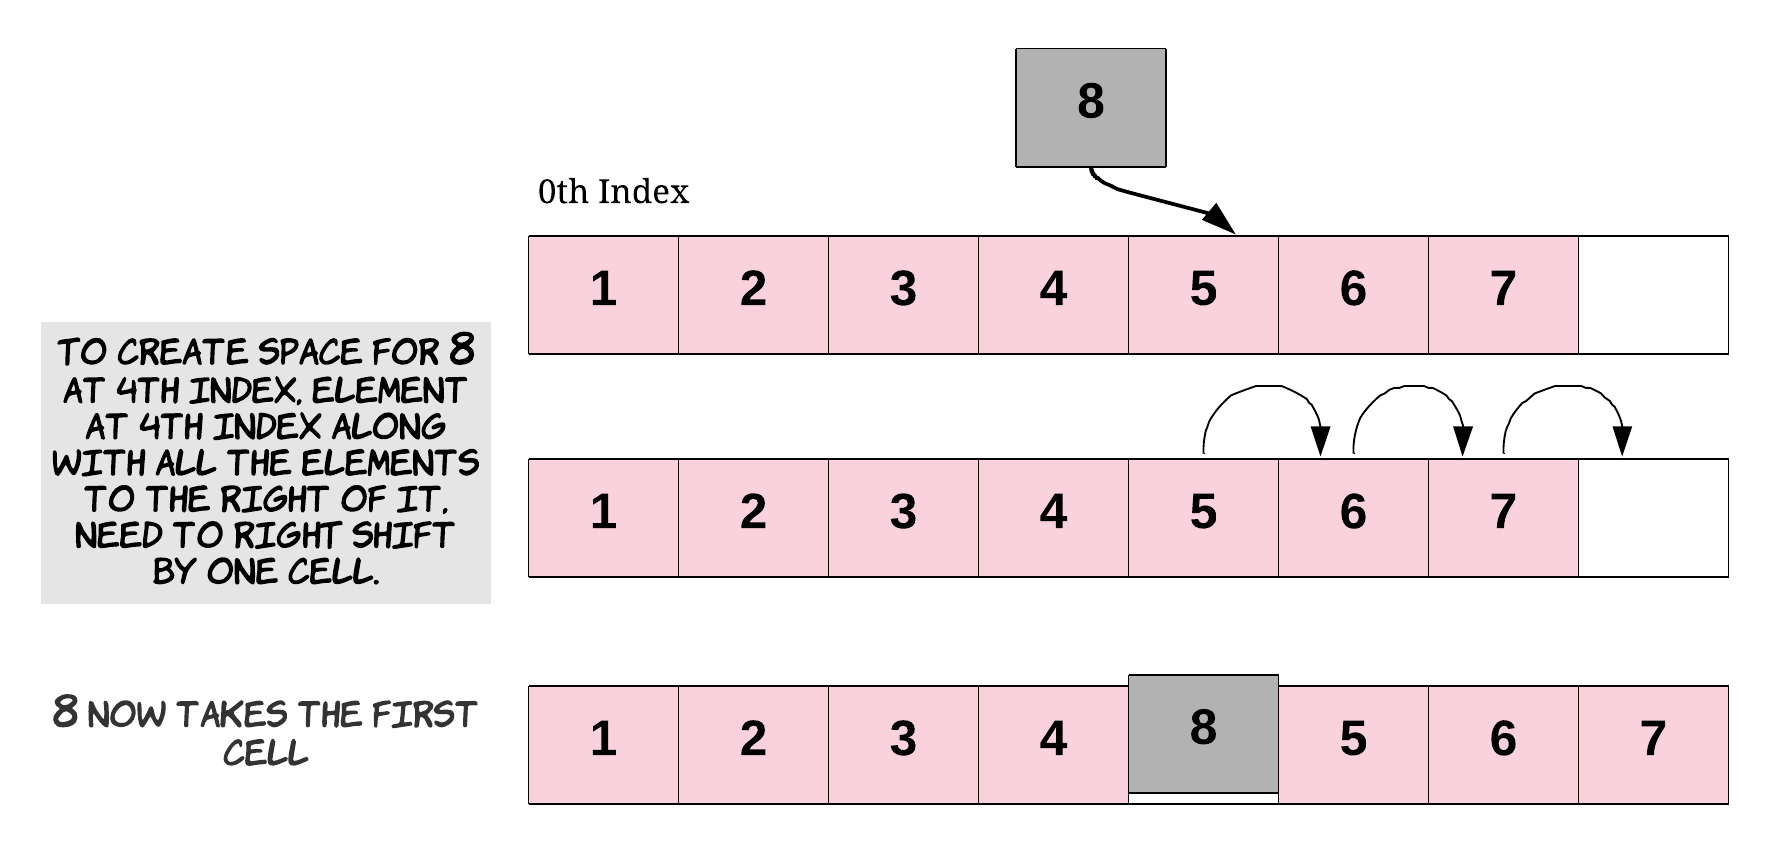 8
0th Index
1 2 3 4 5 6 7
TO CREATE SPACE FOR 8
AT 4TH INDEX, ELEMENT
AT 4TH INDEX ALONG
WITH ALL THE ELEMENTS
TO THE RIGHT OF IT,
NEED TO RIGHT SHIFT
BY ONE CELL.
1 2 3 4 5 6 7
8 NOW TAKES THE FIRST
CELL
1 2 3 4 8 5 6 7